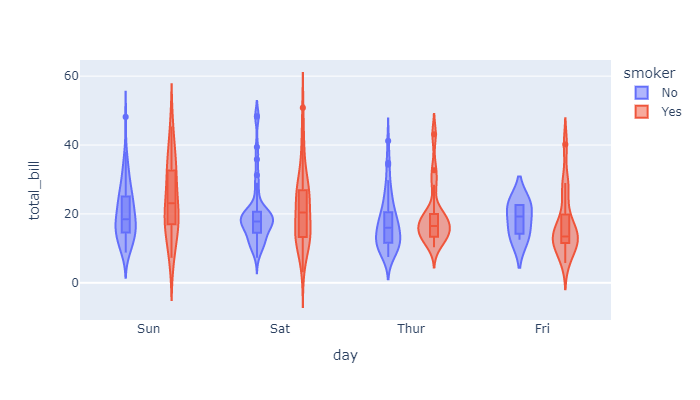 smoker
No
Yes
60
40
20
0
total_bill
Sun
Sat
Thur
Fri
day